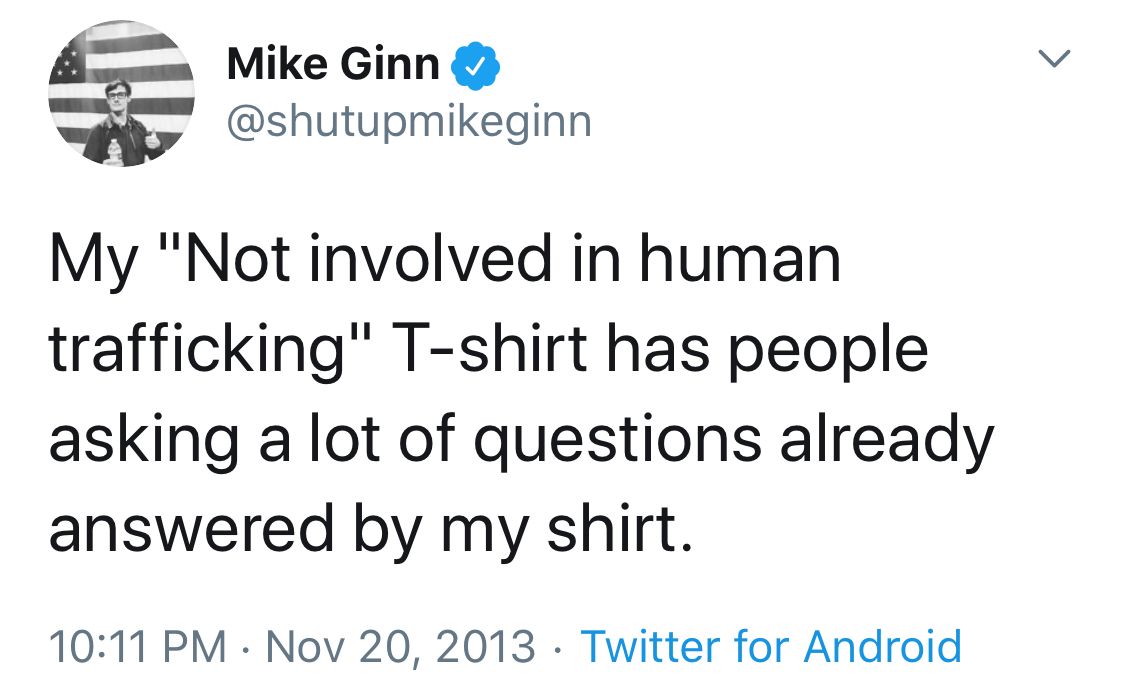 Mike Ginn
@shutupmikeginn
My "Not involved in human
trafficking" T-shirt has people
asking a lot of questions already
answered by my shirt.
10:11 PM · Nov 20, 2013 · Twitter for Android